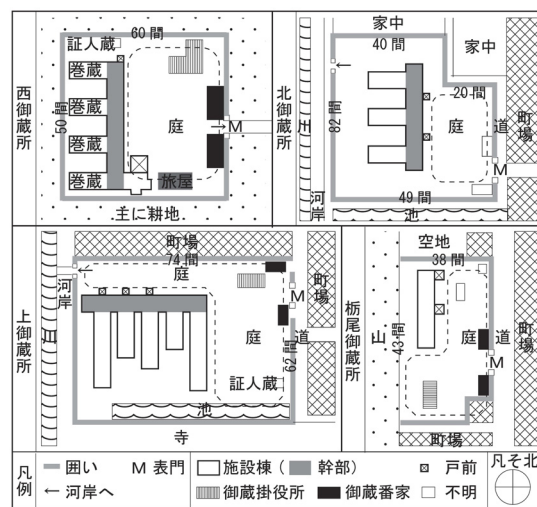 西御蔵所
60間
証人蔵
巻蔵
巻蔵
巻蔵
巻蔵
50間
庭
M
旅屋
主に耕地
北御蔵所
家中
40間
家中
20間
川
82間
庭
道
町場
M
河岸
49間
池
上御蔵所
町場
74間
庭
河岸
川
M
町場
庭
道
62間
証人蔵
池
寺
栃尾御蔵所
空地
38間
山
43間
庭
道
町場
M
町場
凡例
囲い
M 表門
施設棟(幹部)
戸前
河岸へ
御蔵掛役所
御蔵番家
不明
凡そ北